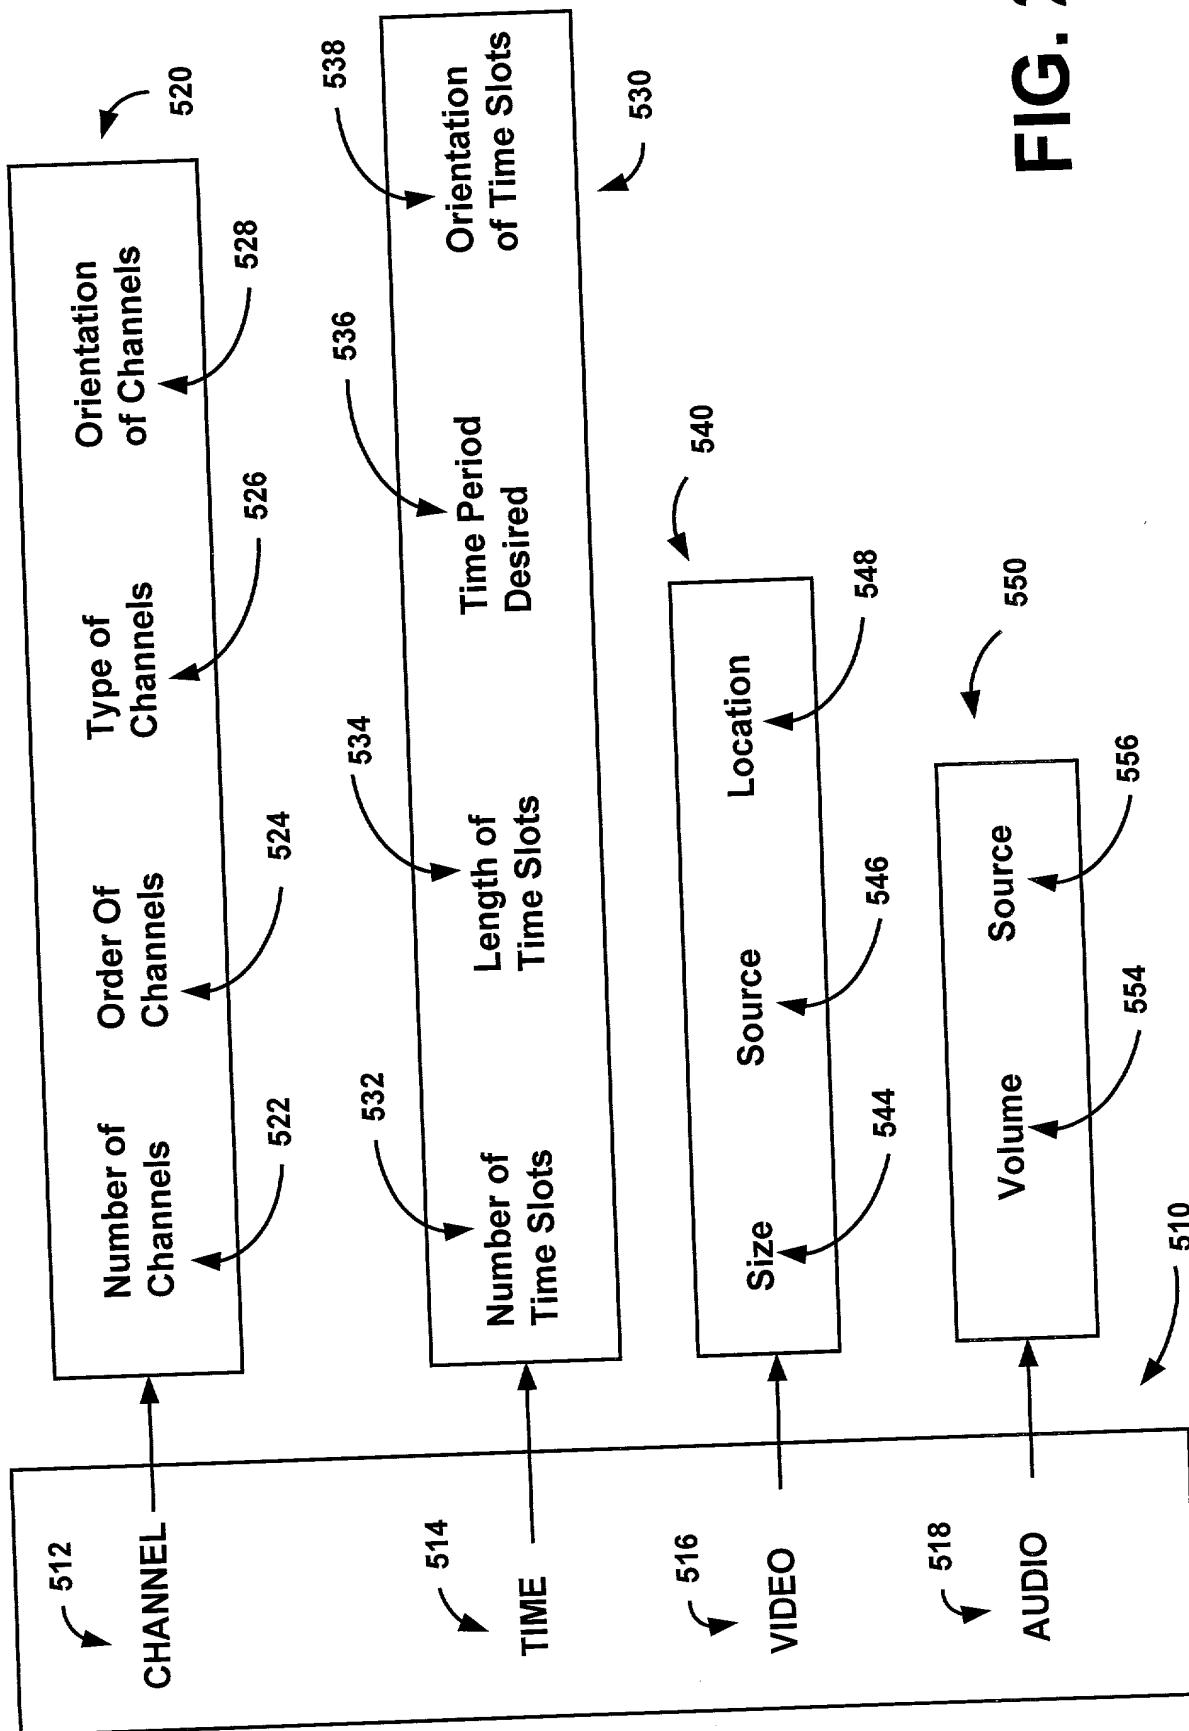 520
Number of
Channels
Order Of
Channels
Type of
Channels
Orientation
of Channels
522
524
526
528
512
CHANNEL
532
534
536
538
Number of
Time Slots
Length of
Time Slots
Time Period
Desired
Orientation
of Time Slots
514
TIME
530
540
Size
Source
Location
544
546
548
516
VIDEO
550
Volume
Source
554
556
518
AUDIO
510
FIG.